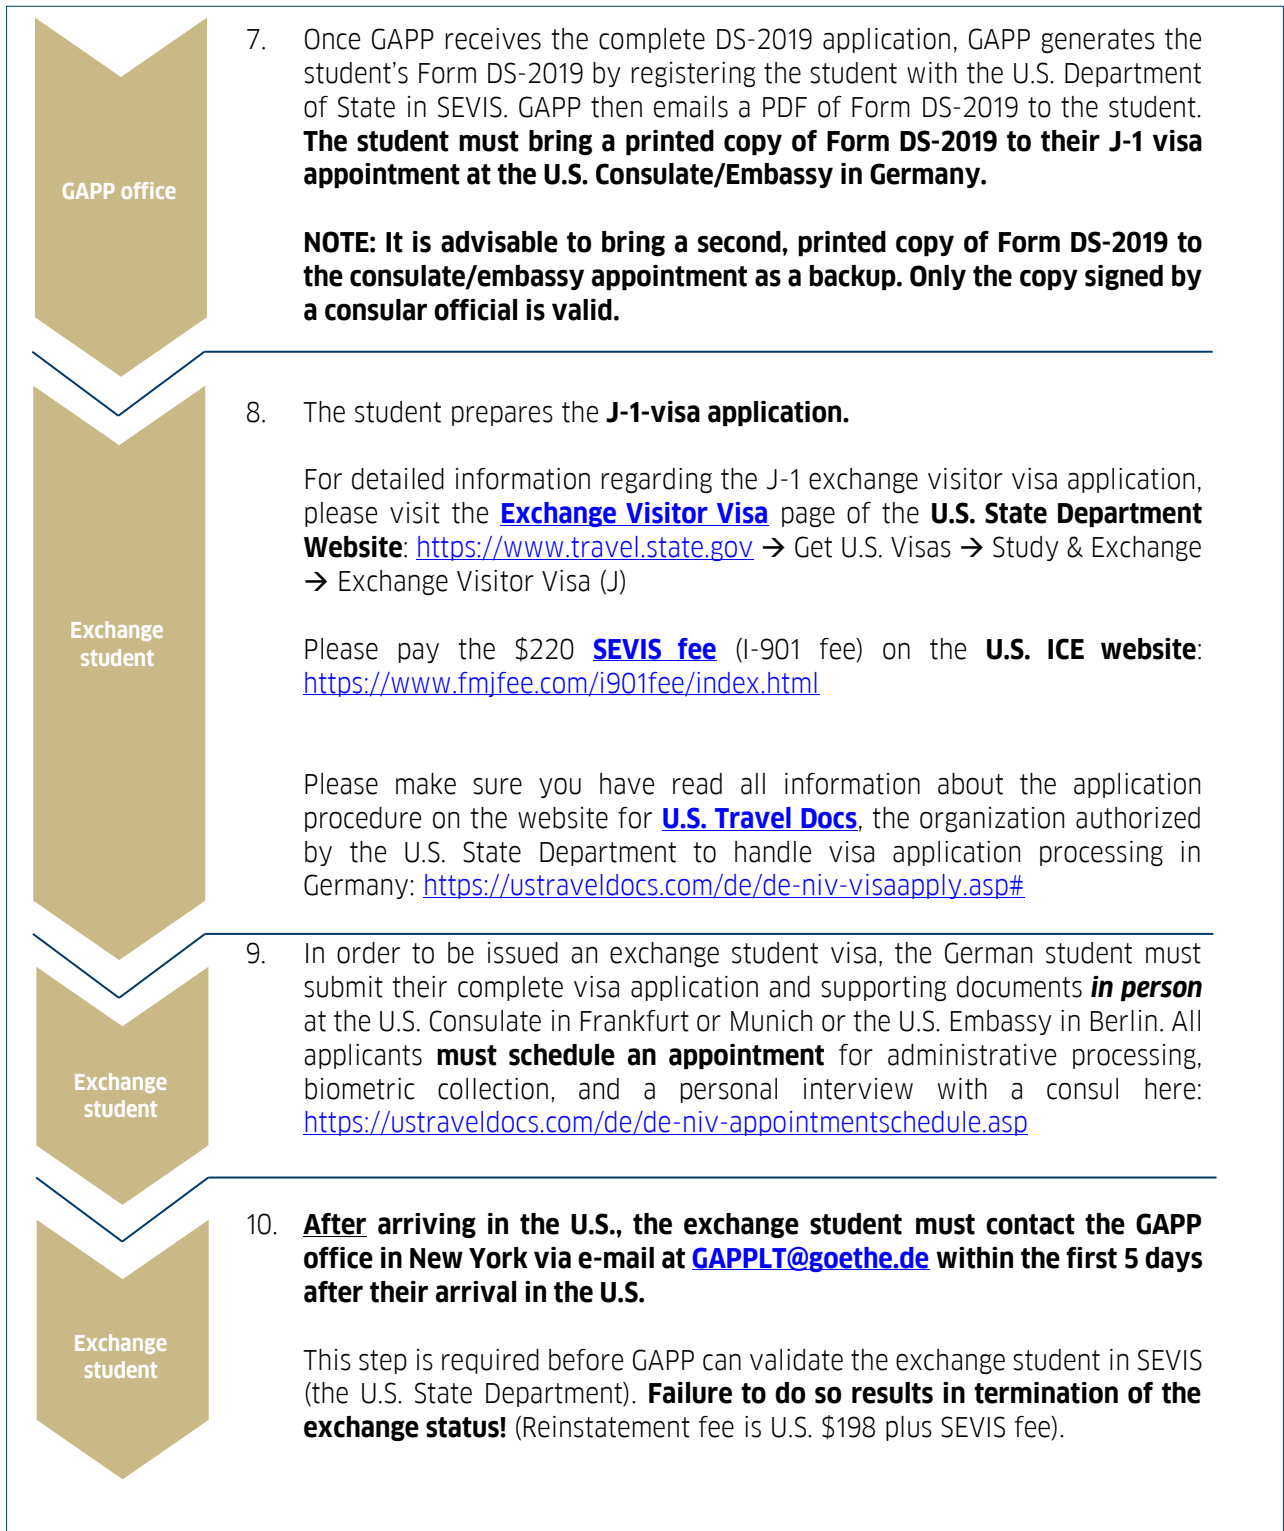 7. Once GAPP receives the complete DS-2019 application, GAPP generates the
student's Form DS-2019 by registering the student with the U.S. Department
of State in SEVIS. GAPP then emails a PDF of Form DS-2019 to the student.
The student must bring a printed copy of Form DS-2019 to their J-1 visa
appointment at the U.S. Consulate/Embassy in Germany.
GAPP office
NOTE: It is advisable to bring a second, printed copy of Form DS-2019 to
the consulate/embassy appointment as a backup. Only the copy signed by
a consular official is valid.
8. The student prepares the J-1-visa application.
For detailed information regarding the J-1 exchange visitor visa application,
please visit the Exchange Visitor Visa page of the U.S. State Department
Website: https://www.travel.state.gov → Get U.S. Visas → Study & Exchange
→ Exchange Visitor Visa (J)
Exchange
student
Please pay the $220 SEVIS fee (I-901 fee) on the U.S. ICE website:
https://www.fmjfee.com/i901fee/index.html
Please make sure you have read all information about the application
procedure on the website for U.S. Travel Docs, the organization authorized
by the U.S. State Department to handle visa application processing in
Germany: https://ustraveldocs.com/de/de-niv-visaapply.asp#
9. In order to be issued an exchange student visa, the German student must
submit their complete visa application and supporting documents in person
at the U.S. Consulate in Frankfurt or Munich or the U.S. Embassy in Berlin. All
applicants must schedule an appointment for administrative processing,
biometric collection, and a personal interview with a consul here:
https://ustraveldocs.com/de/de-niv-appointmentschedule.asp
Exchange
student
10. After arriving in the U.S., the exchange student must contact the GAPP
office in New York via e-mail at GAPPLT@goethe.de within the first 5 days
after their arrival in the U.S.
Exchange
student
This step is required before GAPP can validate the exchange student in SEVIS
(the U.S. State Department). Failure to do so results in termination of the
exchange status! (Reinstatement fee is U.S. $198 plus SEVIS fee).